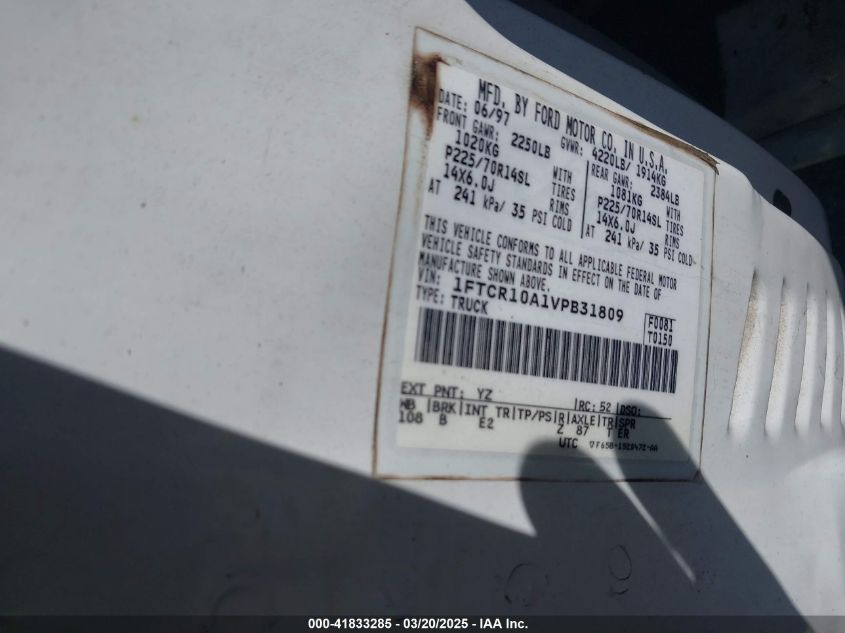 MFD. BY FORD MOTOR CO. IN U.S.A.
DATE: 06/97 GVWR: 4220LB/ 1914KG
FRONT GAWR: 2250LB REAR GAWR: 2384LB
1020KG WITH 1081KG WITH
P225/70R14SL TIRES P225/70R14SL TIRES
14X6.0J RIMS 14X6.0J RIMS
AT 241 kPa/ 35 PSI COLD AT 241 kPa/ 35 PSI COLD
THIS VEHICLE CONFORMS TO ALL APPLICABLE FEDERAL MOTOR
VEHICLE SAFETY STANDARDS IN EFFECT ON THE DATE OF
MANUFACTURE SHOWN ABOVE.
VIN: 1FTCR10A1VPB31809 F0081
TYPE: TRUCK T0150
EXT PNT: YZ RC: 52 DSO:
WB BRK INT TR TP/PS R AXLE TR SPR
108 B E2 Z 87 T ER
UTC
000-41833285 - 03/20/2025 - IAA Inc.